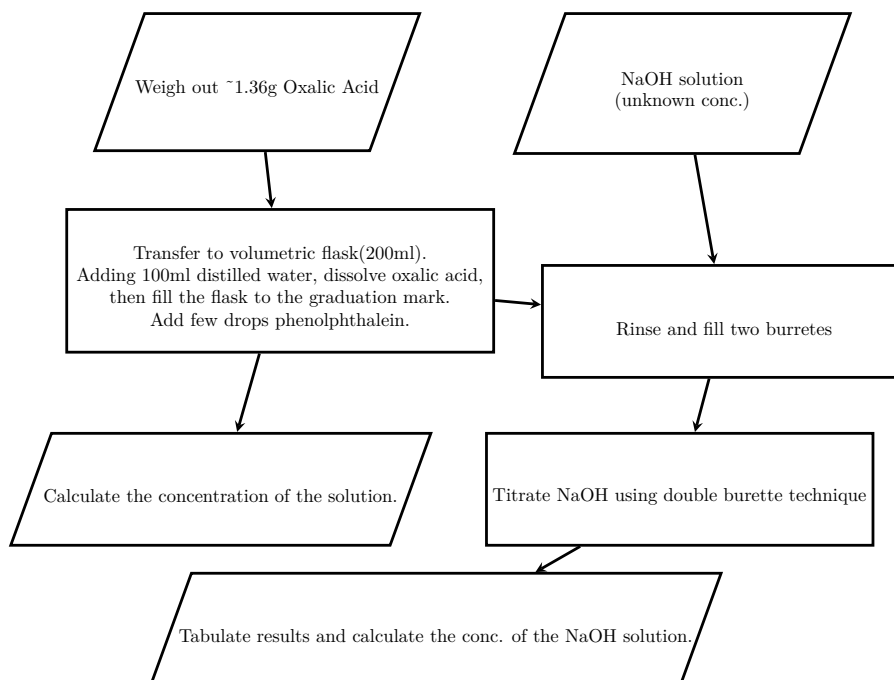 Weigh out ~1.36g Oxalic Acid
NaOH solution
(unknown conc.)
Transfer to volumetric flask(200ml).
Adding 100ml distilled water, dissolve oxalic acid,
then fill the flask to the graduation mark.
Add few drops phenolphthalein.
Rinse and fill two burretes
Calculate the concentration of the solution.
Titrate NaOH using double burette technique
Tabulate results and calculate the conc. of the NaOH solution.